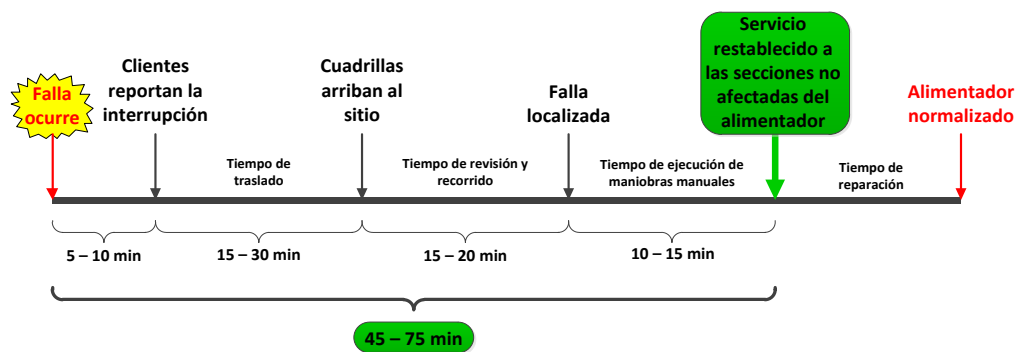 Falla
ocurre
Clientes
reportan la
interrupción
Cuadrillas
arriban al
sitio
Falla
localizada
Servicio
restablecido a
las secciones no
afectadas del
alimentador
Alimentador
normalizado
Tiempo de
traslado
Tiempo de revisión y
recorrido
Tiempo de ejecución de
maniobras manuales
Tiempo de
reparación
5 – 10 min
15 – 30 min
15 – 20 min
10 – 15 min
45 – 75 min